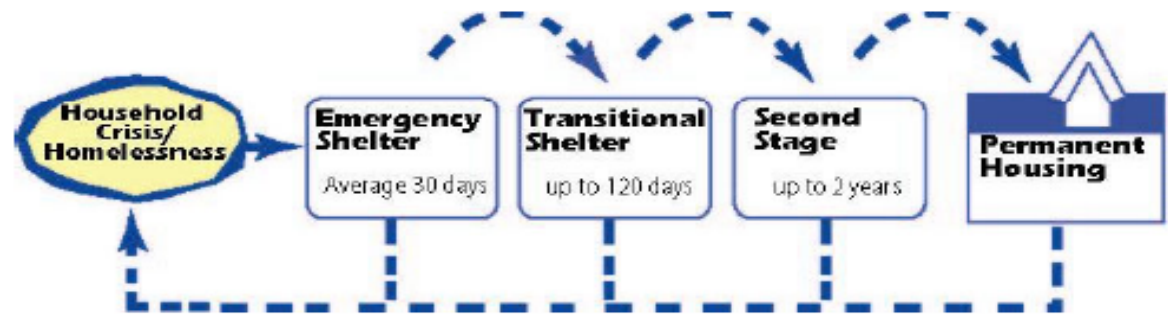 Household
Crisis/
Homelessness
Emergency
Shelter
Average 30 days
Transitional
Shelter
up to 120 days
Second
Stage
up to 2 years
Permanent
Housing